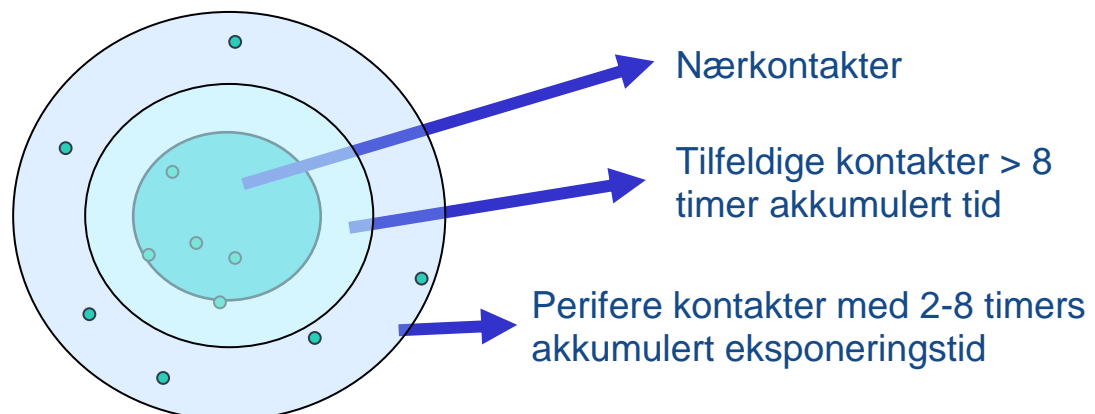 Nærkontakter
Tilfeldige kontakter > 8
timer akkumulert tid
Perifere kontakter med 2-8 timers
akkumulert eksponeringstid